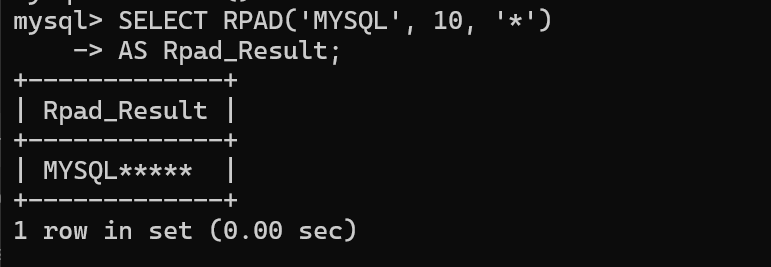 mysql> SELECT RPAD('MYSQL', 10, '*')
    -> AS Rpad_Result;
+-------------+
| Rpad_Result |
+-------------+
| MYSQL*****  |
+-------------+
1 row in set (0.00 sec)